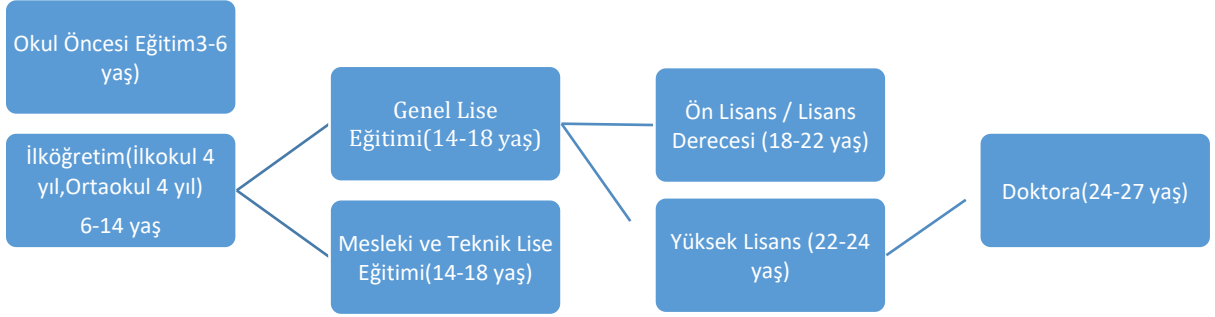 Okul Öncesi Eğitim3-6
yaş)
İlköğretim(İlkokul 4
yıl,Ortaokul 4 yıl)
6-14 yaş
Genel Lise
Eğitimi(14-18 yaş)
Mesleki ve Teknik Lise
Eğitimi(14-18 yaş)
Ön Lisans / Lisans
Derecesi (18-22 yaş)
Yüksek Lisans (22-24
yaş)
Doktora(24-27 yaş)